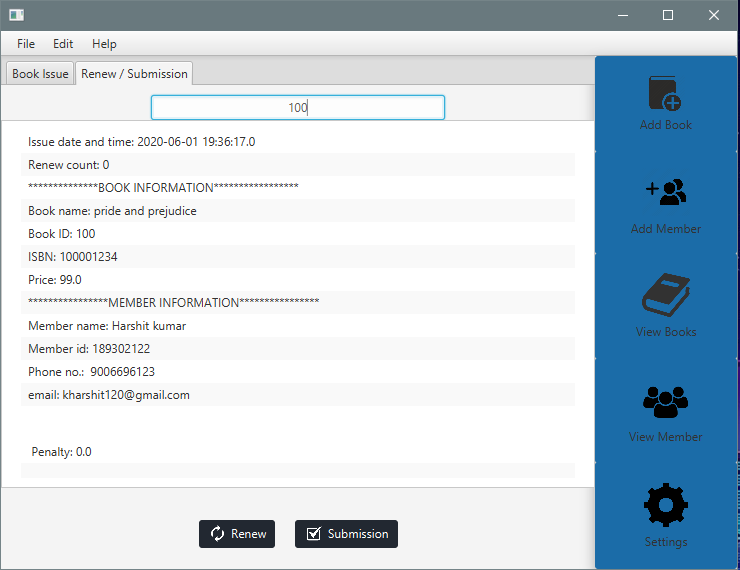 File Edit Help
Book Issue Renew / Submission
100
Issue date and time: 2020-06-01 19:36:17.0
Renew count: 0
**************BOOK INFORMATION*****************
Book name: pride and prejudice
Book ID: 100
ISBN: 100001234
Price: 99.0
****************MEMBER INFORMATION****************
Member name: Harshit kumar
Member id: 189302122
Phone no.:  9006696123
email: kharshit120@gmail.com
Penalty: 0.0
Renew Submission
Add Book
Add Member
View Books
View Member
Settings